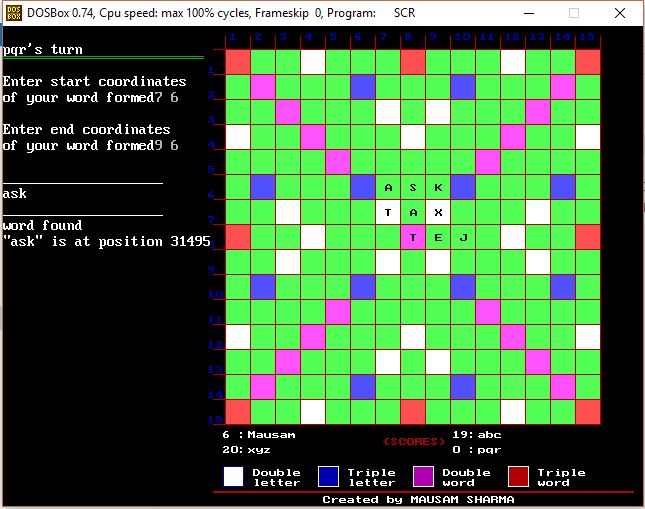 DOSBox 0.74, Cpu speed: max 100% cycles, Frameskip 0, Program: SCR
pqr's turn
Enter start coordinates
of your word formed7 6
Enter end coordinates
of your word formed9 6
ask
word found
"ask" is at position 31495
1 2 3 4 5 6 7 8 9 10 11 12 13 14 15
1
2
3
4
5
6 A S K
7 T A X
8 T E J
9
10
11
12
13
14
15
6 : Mausam (SCORES) 19: abc
20: xyz 0 : pqr
Double letter
Triple letter
Double word
Triple word
Created by MAUSAM SHARMA